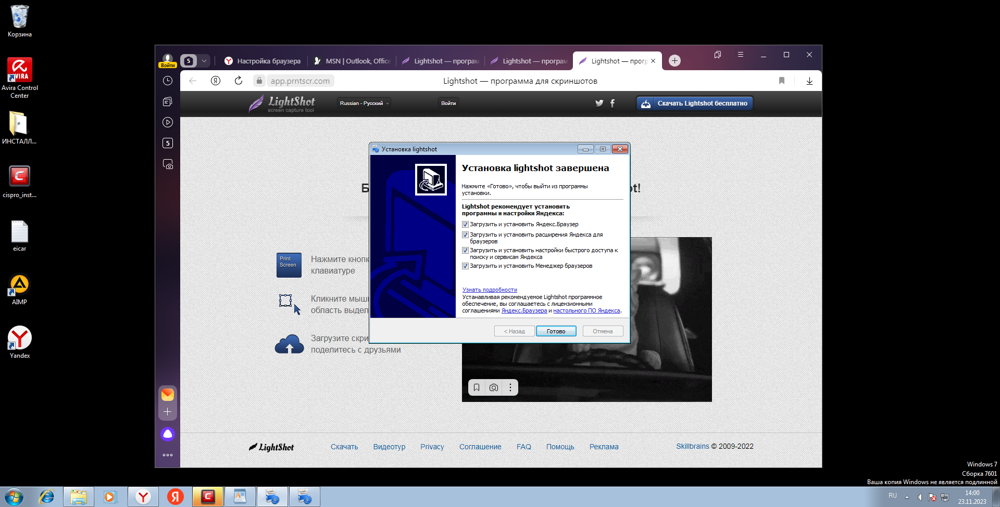 Корзина
Avira Control
Center
ИНСТАЛЛ...
cispro_inst...
eicar
AIMP
Yandex
Войти
5
Настройка браузера
MSN | Outlook, Office
Lightshot — програм
Lightshot — програм
Lightshot — прогр
app.prntscr.com
Lightshot — программа для скриншотов
5
LightShot
screen capture tool
Russian - Русский
Войти
Скачать Lightshot бесплатно
Б
ot!
Print
Screen
Нажмите кнопк
клавиатуре
Кликните мыш
область выдел
Загрузите скри
поделитесь с друзьями
Установка lightshot
Установка lightshot завершена
Нажмите «Готово», чтобы выйти из программы
установки.
Lightshot рекомендует установить
программы и настройки Яндекса:
Загрузить и установить Яндекс.Браузер
Загрузить и установить расширения Яндекса для
браузеров
Загрузить и установить настройки быстрого доступа к
поиску и сервисам Яндекса
Загрузить и установить Менеджер браузеров
Узнать подробности
Устанавливая рекомендуемое Lightshot программное
обеспечение, вы соглашаетесь с лицензионными
соглашениями Яндекс.Браузера и настольного ПО Яндекса.
< Назад
Готово
Отмена
LightShot
Скачать
Видеотур
Privacy
Соглашение
FAQ
Помощь
Реклама
Skillbrains © 2009-2022
Windows 7
Сборка 7601
Ваша копия Windows не является подлинной
RU
14:00
23.11.2023